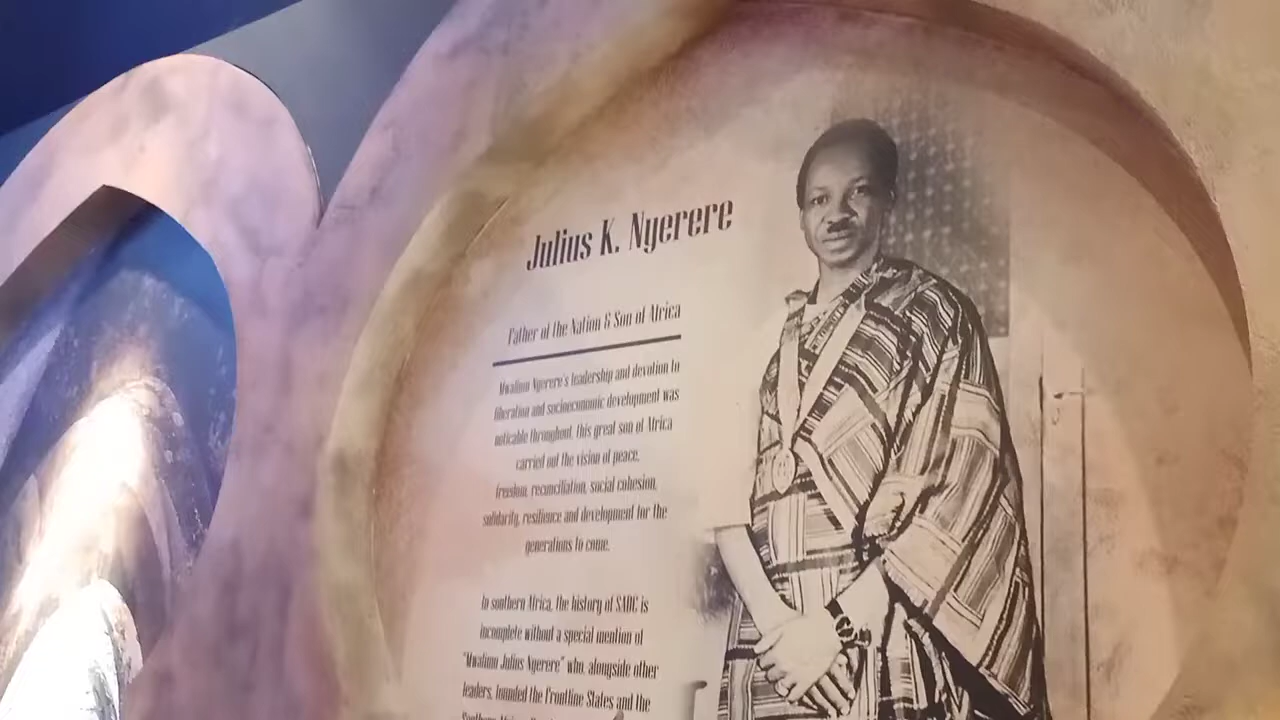 Julius K. Nyerere
Father of the Nation & Son of Africa
Mwalimu Nyerere's leadership and devotion to
liberation and socioeconomic development was
noticable throughout, this great son of Africa
carried out the vision of peace,
freedom, reconciliation, social cohesion,
solidarity, resilience and development for the
generations to come.
In southern Africa, the history of SADC is
incomplete without a special mention of
"Mwalimu Julius Nyerere" who, alongside other
leaders, founded the Frontline States and the
Southern